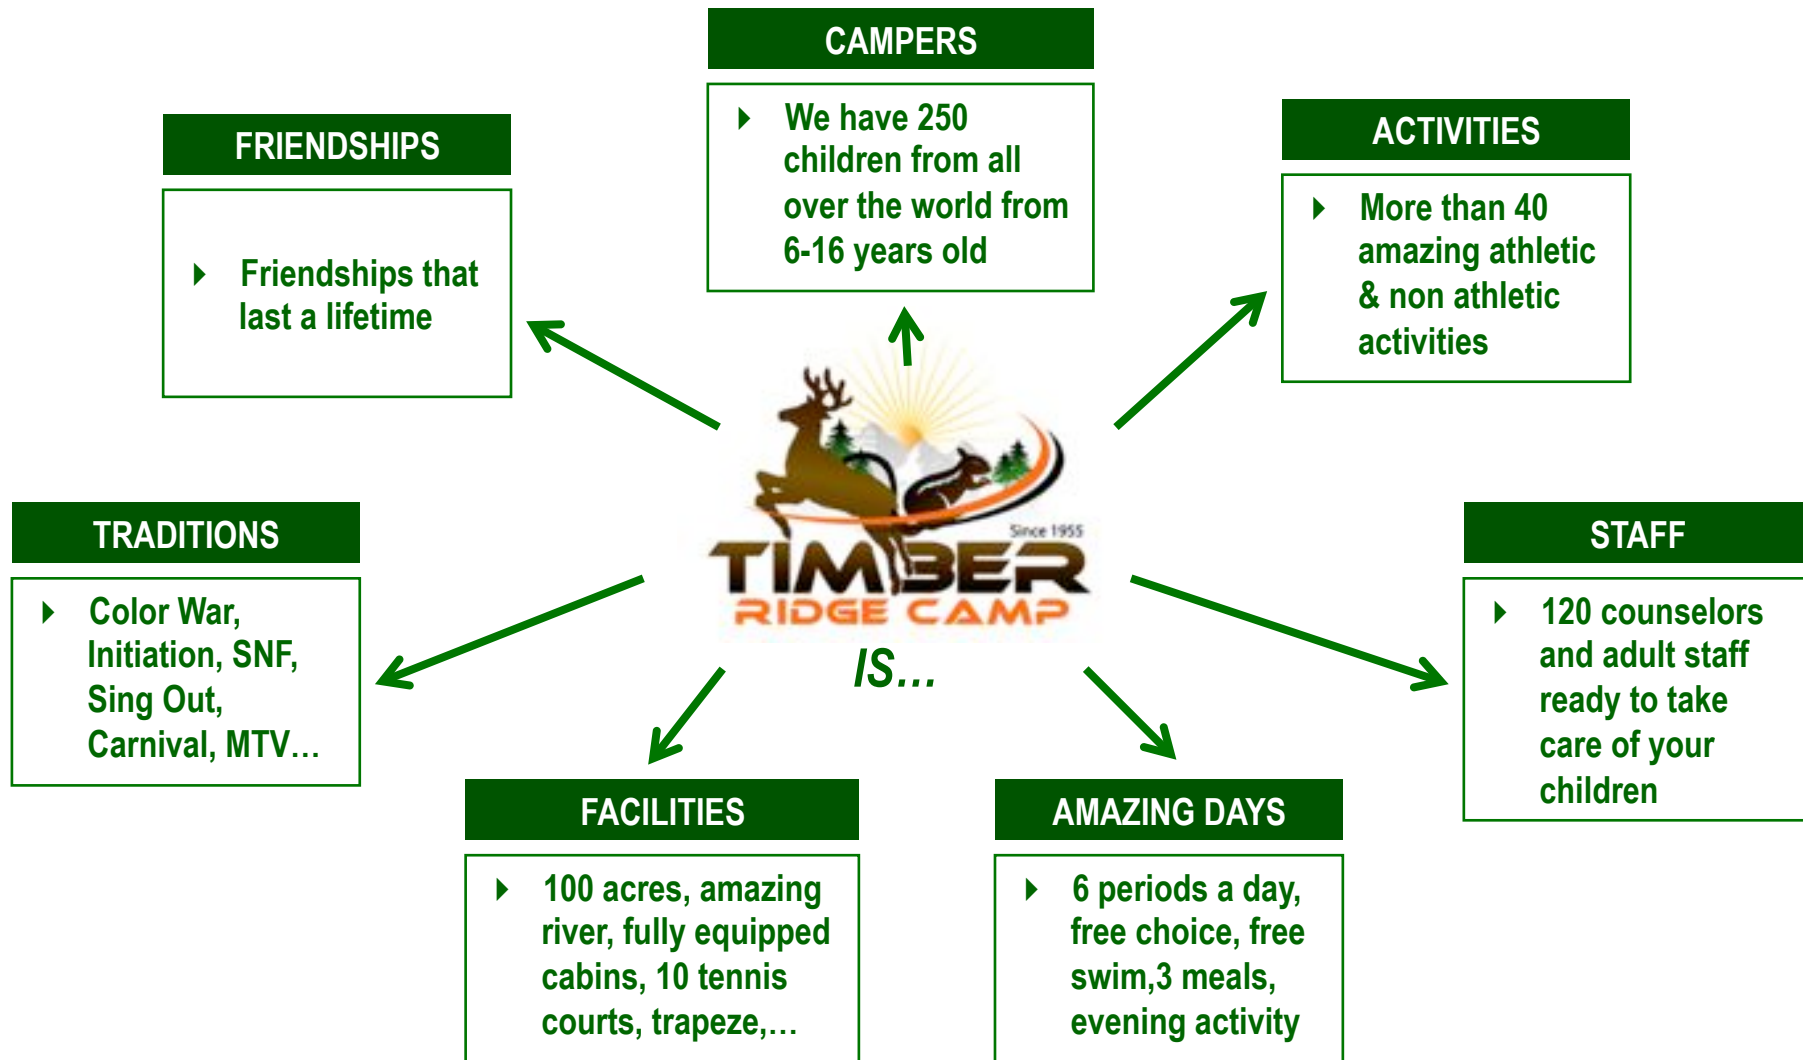 CAMPERS
We have 250
children from all
over the world from
6-16 years old
FRIENDSHIPS
Friendships that
last a lifetime
ACTIVITIES
More than 40
amazing athletic
& non athletic
activities
Since 1955
TIMBER
RIDGE CAMP
IS...
TRADITIONS
Color War,
Initiation, SNF,
Sing Out,
Carnival, MTV...
STAFF
120 counselors
and adult staff
ready to take
care of your
children
FACILITIES
100 acres, amazing
river, fully equipped
cabins, 10 tennis
courts, trapeze,...
AMAZING DAYS
6 periods a day,
free choice, free
swim,3 meals,
evening activity